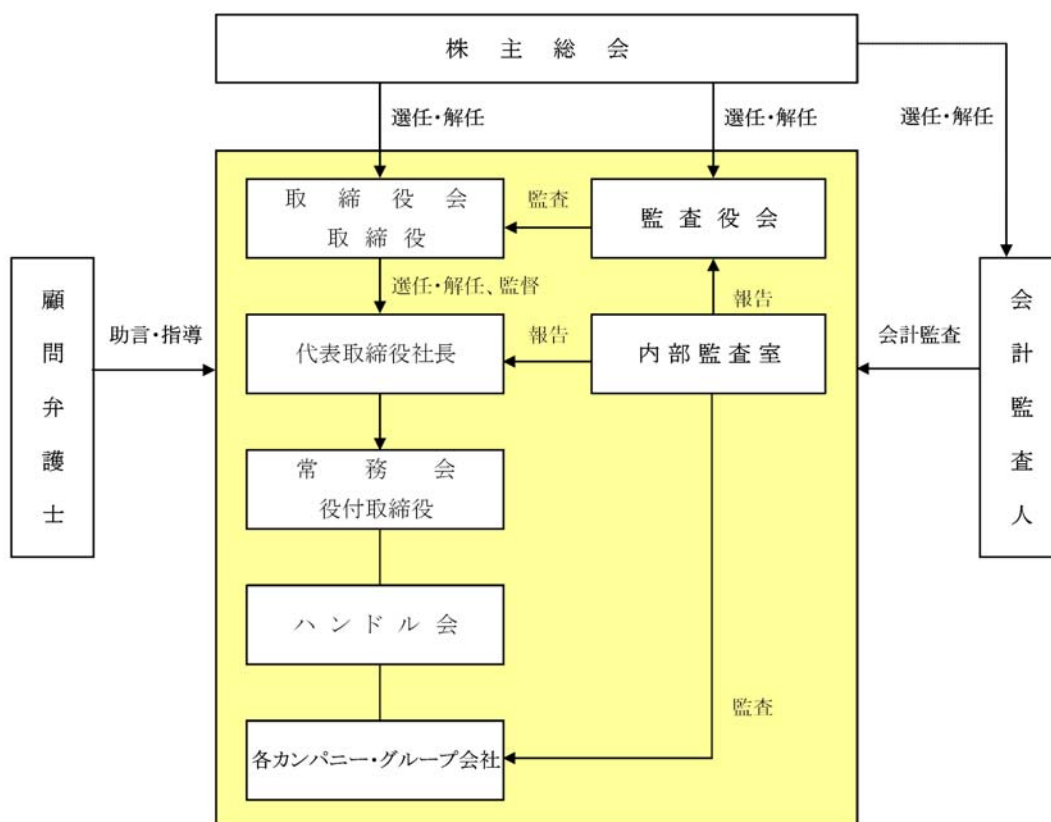 株主総会
選任・解任
選任・解任
選任・解任
取締役会
取締役
監査
監査役会
選任・解任、監督
報告
顧問弁護士
助言・指導
代表取締役社長
報告
内部監査室
会計監査
会計監査人
常務会
役付取締役
ハンドル会
監査
各カンパニー・グループ会社